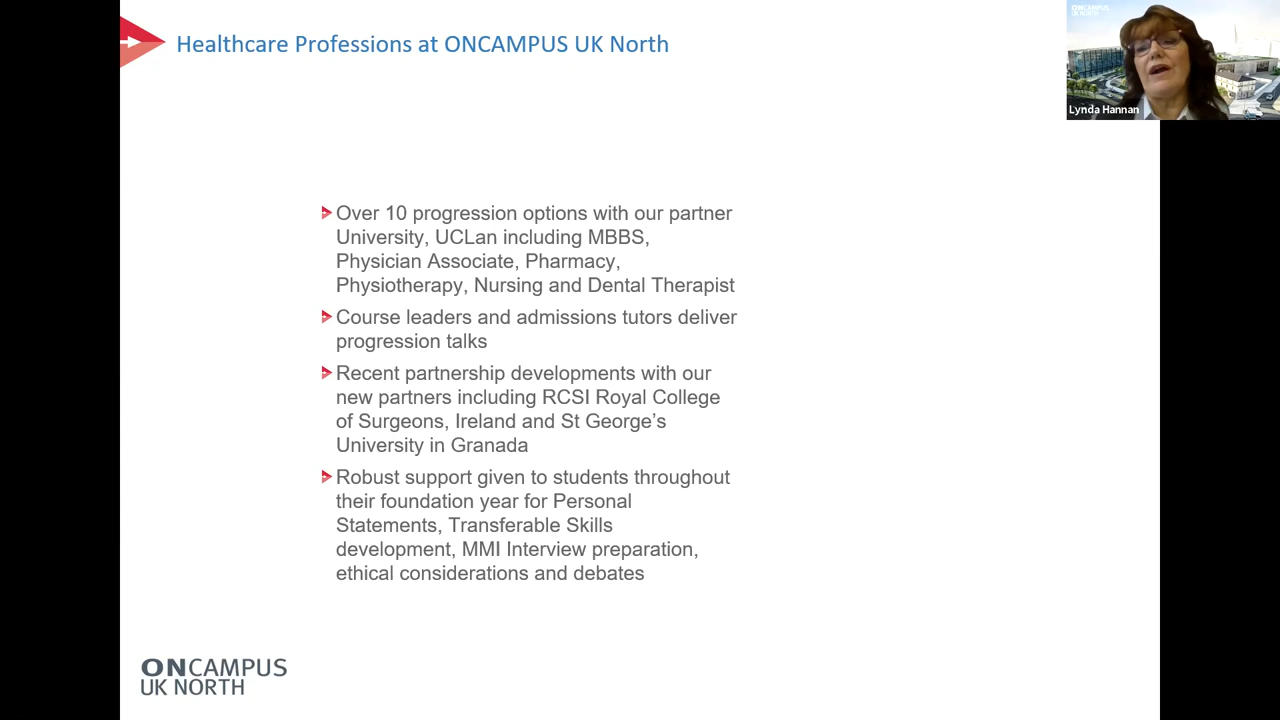 Healthcare Professions at ONCAMPUS UK North
ONCAMPUS
UK NORTH
Lynda Hannan
Over 10 progression options with our partner
University, UCLan including MBBS,
Physician Associate, Pharmacy,
Physiotherapy, Nursing and Dental Therapist
Course leaders and admissions tutors deliver
progression talks
Recent partnership developments with our
new partners including RCSI Royal College
of Surgeons, Ireland and St George’s
University in Granada
Robust support given to students throughout
their foundation year for Personal
Statements, Transferable Skills
development, MMI Interview preparation,
ethical considerations and debates
ONCAMPUS
UK NORTH